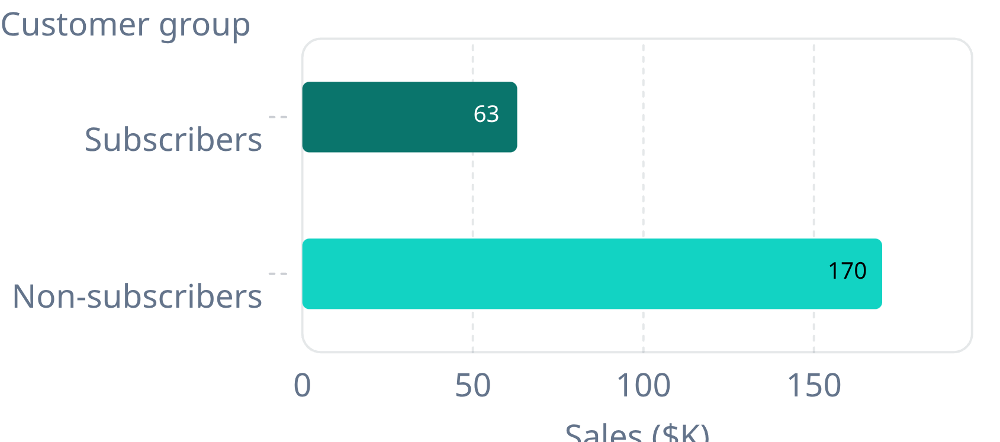 Customer group
Subscribers
63
Non-subscribers
170
0 50 100 150
Sales ($K)